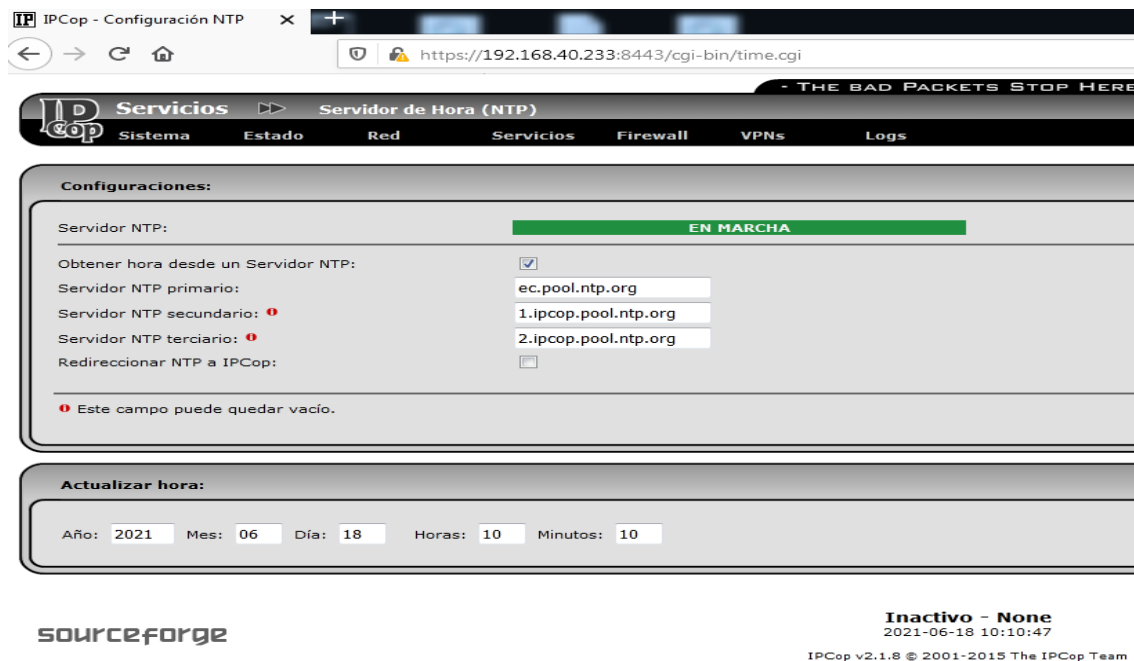 IPCop - Configuración NTP
https://192.168.40.233:8443/cgi-bin/time.cgi
- THE BAD PACKETS STOP HERE
IP Cop
Servicios Servidor de Hora (NTP)
Sistema Estado Red Servicios Firewall VPNs Logs
Configuraciones:
Servidor NTP: EN MARCHA
Obtener hora desde un Servidor NTP:
Servidor NTP primario: ec.pool.ntp.org
Servidor NTP secundario: 1.ipcop.pool.ntp.org
Servidor NTP terciario: 2.ipcop.pool.ntp.org
Redireccionar NTP a IPCop:
Este campo puede quedar vacío.
Actualizar hora:
Año: 2021 Mes: 06 Día: 18 Horas: 10 Minutos: 10
sourceforge
Inactivo - None
2021-06-18 10:10:47
IPCop v2.1.8 © 2001-2015 The IPCop Team